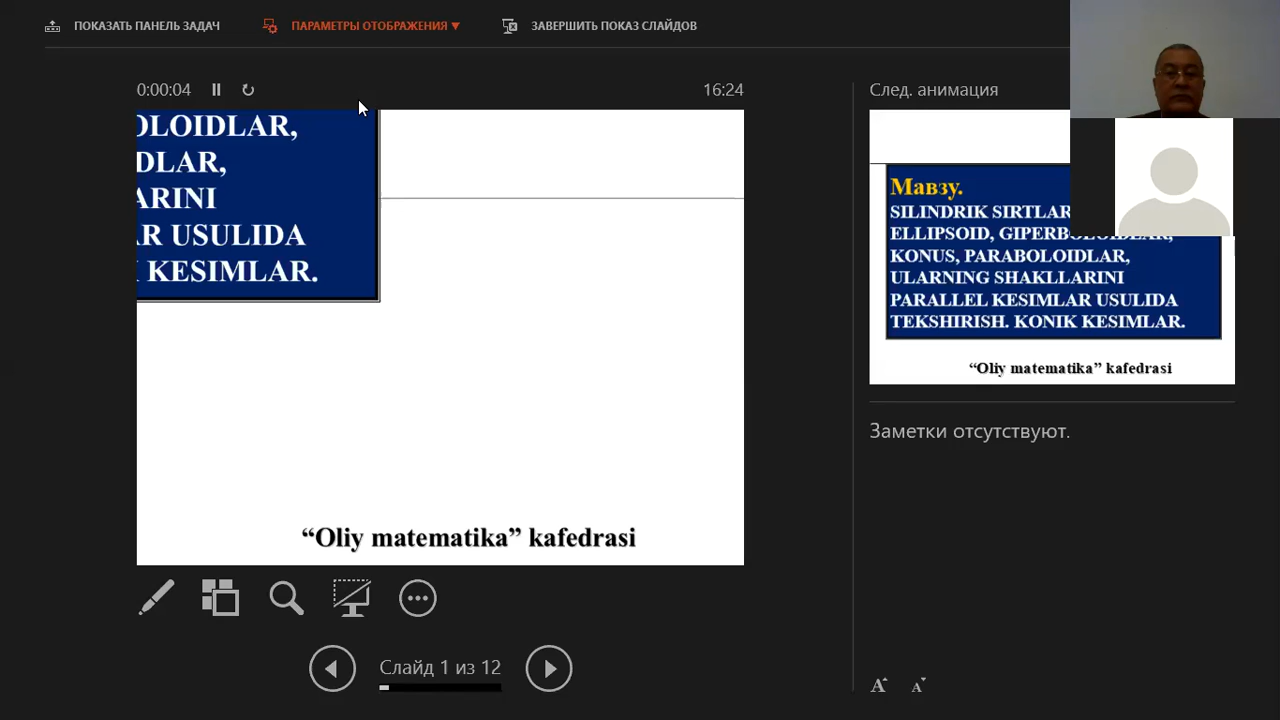 ПОКАЗАТЬ ПАНЕЛЬ ЗАДАЧ
ПАРАМЕТРЫ ОТОБРАЖЕНИЯ
ЗАВЕРШИТЬ ПОКАЗ СЛАЙДОВ
0:00:04
16:24
OLOIDLAR,
DLAR,
ARINI
AR USULIDA
KESIMLAR.
“Oliy matematika” kafedrasi
Слайд 1 из 12
След. анимация
Мавзу.
SILINDRIK SIRTLAR
ELLIPSOID, GIPERBOLOIDLAR,
KONUS, PARABOLOIDLAR,
ULARNING SHAKLLARINI
PARALLEL KESIMLAR USULIDA
TEKSHIRISH. KONIK KESIMLAR.
“Oliy matematika” kafedrasi
Заметки отсутствуют.
A A